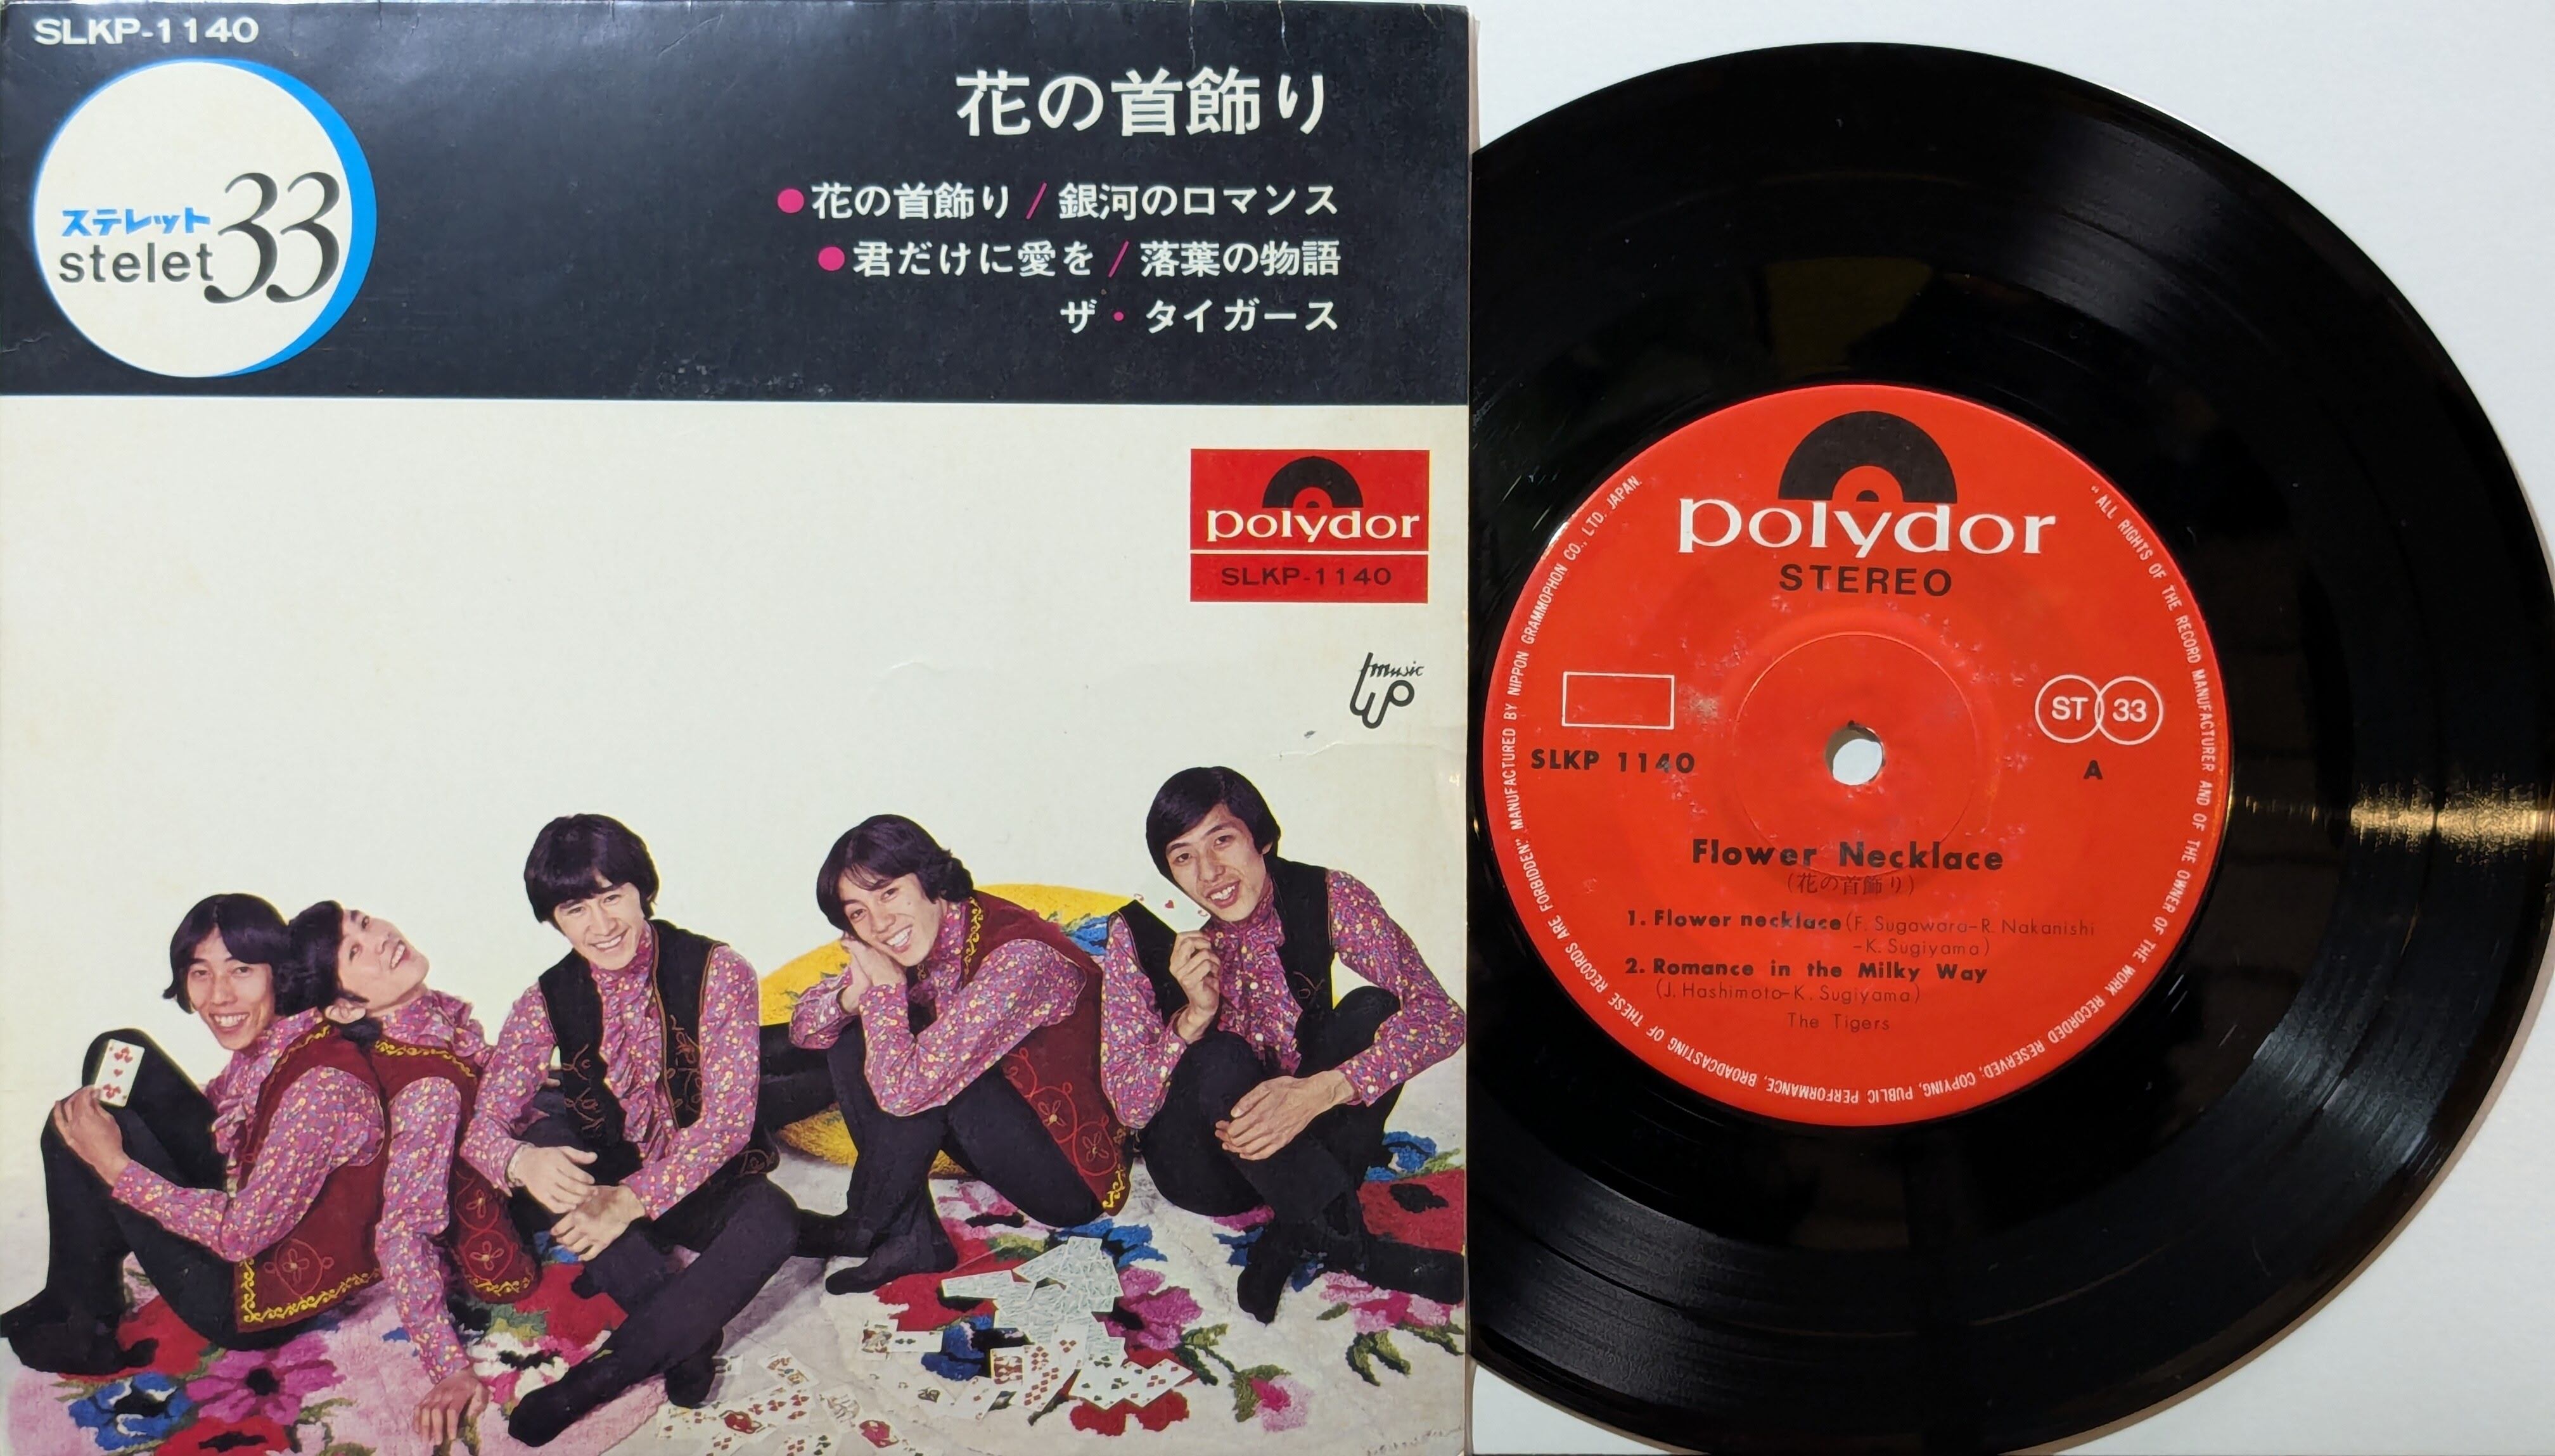 SLKP-1140
ステレット
stelet 33
花の首飾り
●花の首飾り/銀河のロマンス
●君だけに愛を/落葉の物語
ザ・タイガース
polydor
SLKP-1140
music
up
polydor
STEREO
ST 33
SLKP 1140
A
Flower Necklace
(花の首飾り)
1. Flower necklace (F. Sugawara-R. Nakanishi
-K. Sugiyama)
2. Romance in the Milky Way
(J. Hashimoto-K. Sugiyama)
The Tigers
"ALL RIGHTS OF THE RECORD MANUFACTURER AND OF THE OWNER OF THE WORK RECORDED RESERVED. COPYING, PUBLIC PERFORMANCE, BROADCASTING OF THESE RECORDS ARE FORBIDDEN." MANUFACTURED BY NIPPON GRAMMOPHON CO., LTD. JAPAN.